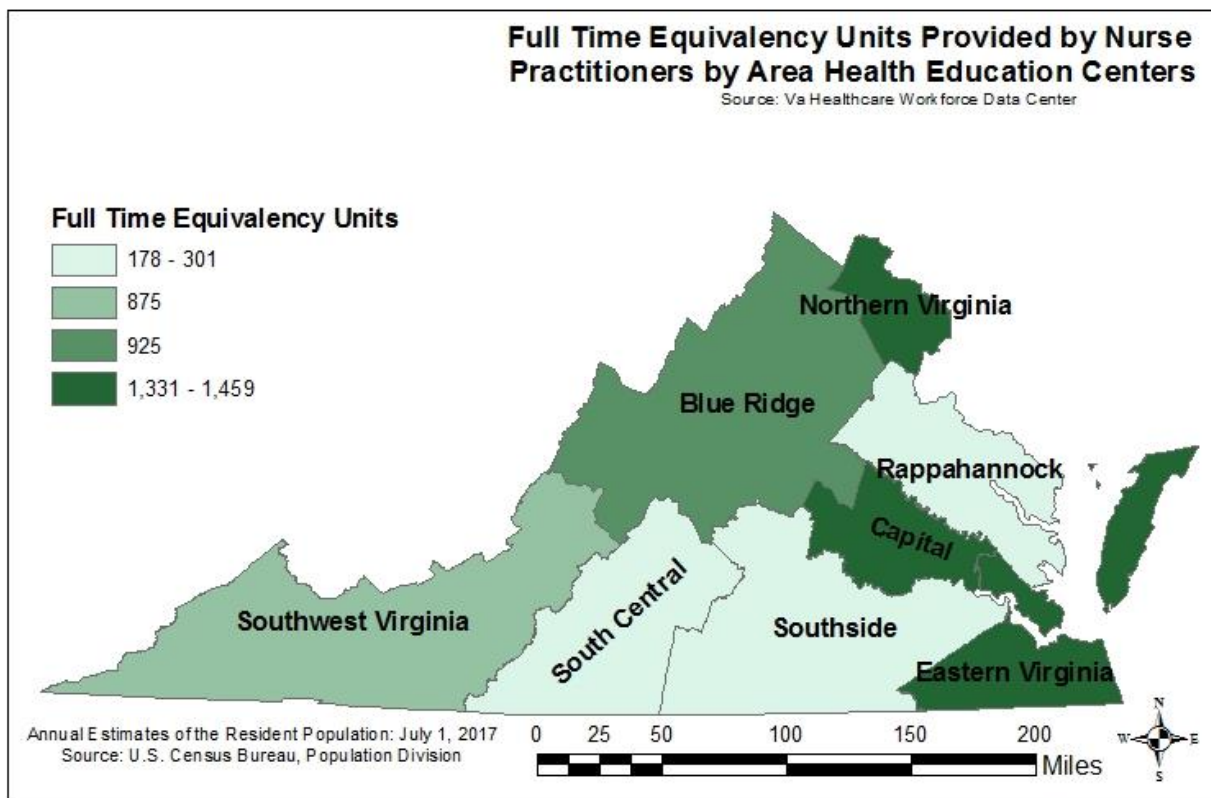 Full Time Equivalency Units Provided by Nurse
Practitioners by Area Health Education Centers
Source: Va Healthcare Workforce Data Center
Full Time Equivalency Units
178 - 301
875
925
1,331 - 1,459
Northern Virginia
Blue Ridge
Rappahannock
Capital
South Central
Southwest Virginia
Southside
Eastern Virginia
Annual Estimates of the Resident Population: July 1, 2017
Source: U.S. Census Bureau, Population Division
0 25 50 100 150 200
Miles
N
W E
S